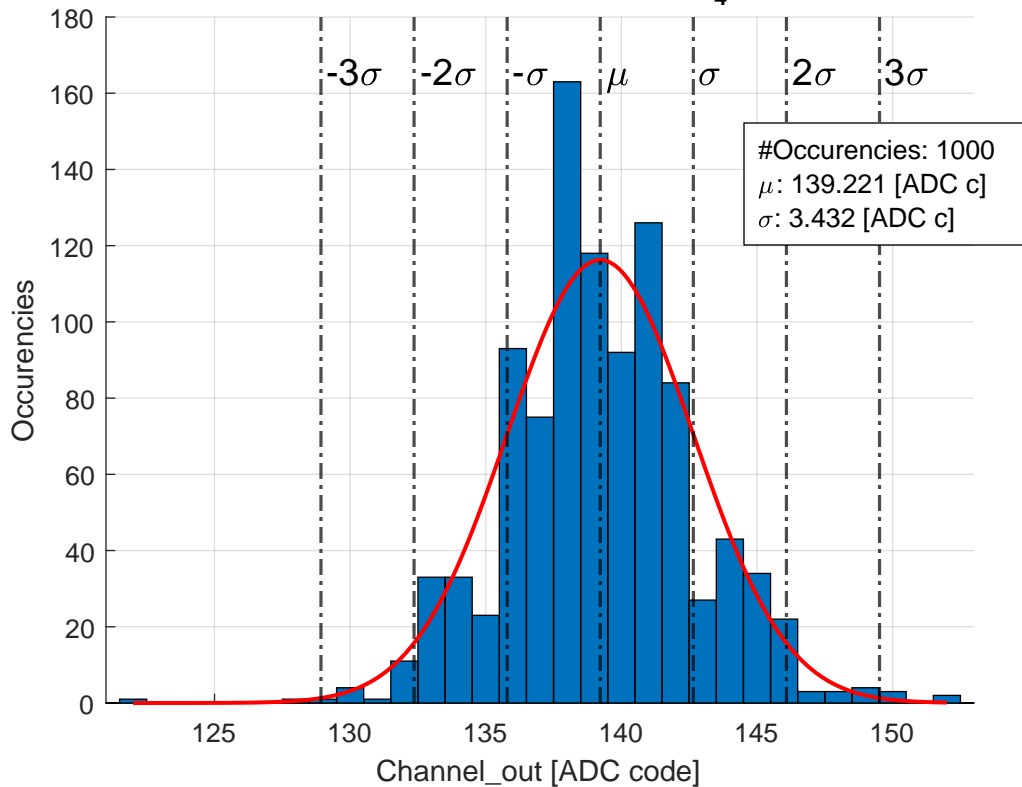 4
180
160
140
120
100
80
60
40
20
0
-3σ -2σ -σ μ σ 2σ 3σ
#Occurencies: 1000
μ: 139.221 [ADC c]
σ: 3.432 [ADC c]
Occurencies
125 130 135 140 145 150
Channel_out [ADC code]